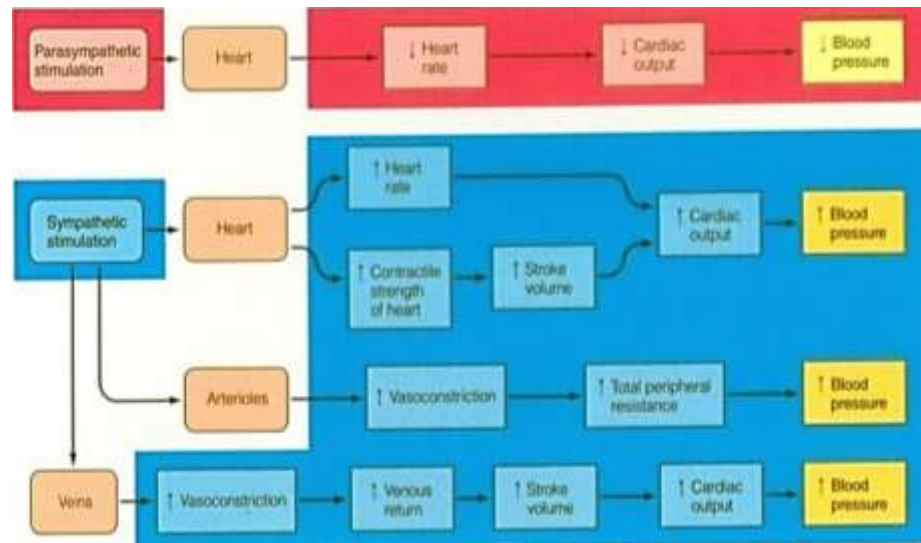 Parasympathetic
stimulation
Heart
↓ Heart
rate
↓ Cardiac
output
↓ Blood
pressure
Sympathetic
stimulation
Heart
↑ Heart
rate
↑ Contractile
strength
of heart
↑ Stroke
volume
↑ Cardiac
output
↑ Blood
pressure
Arterioles
↑ Vasoconstriction
↑ Total peripheral
resistance
↑ Blood
pressure
Veins
↑ Vasoconstriction
↑ Venous
return
↑ Stroke
volume
↑ Cardiac
output
↑ Blood
pressure